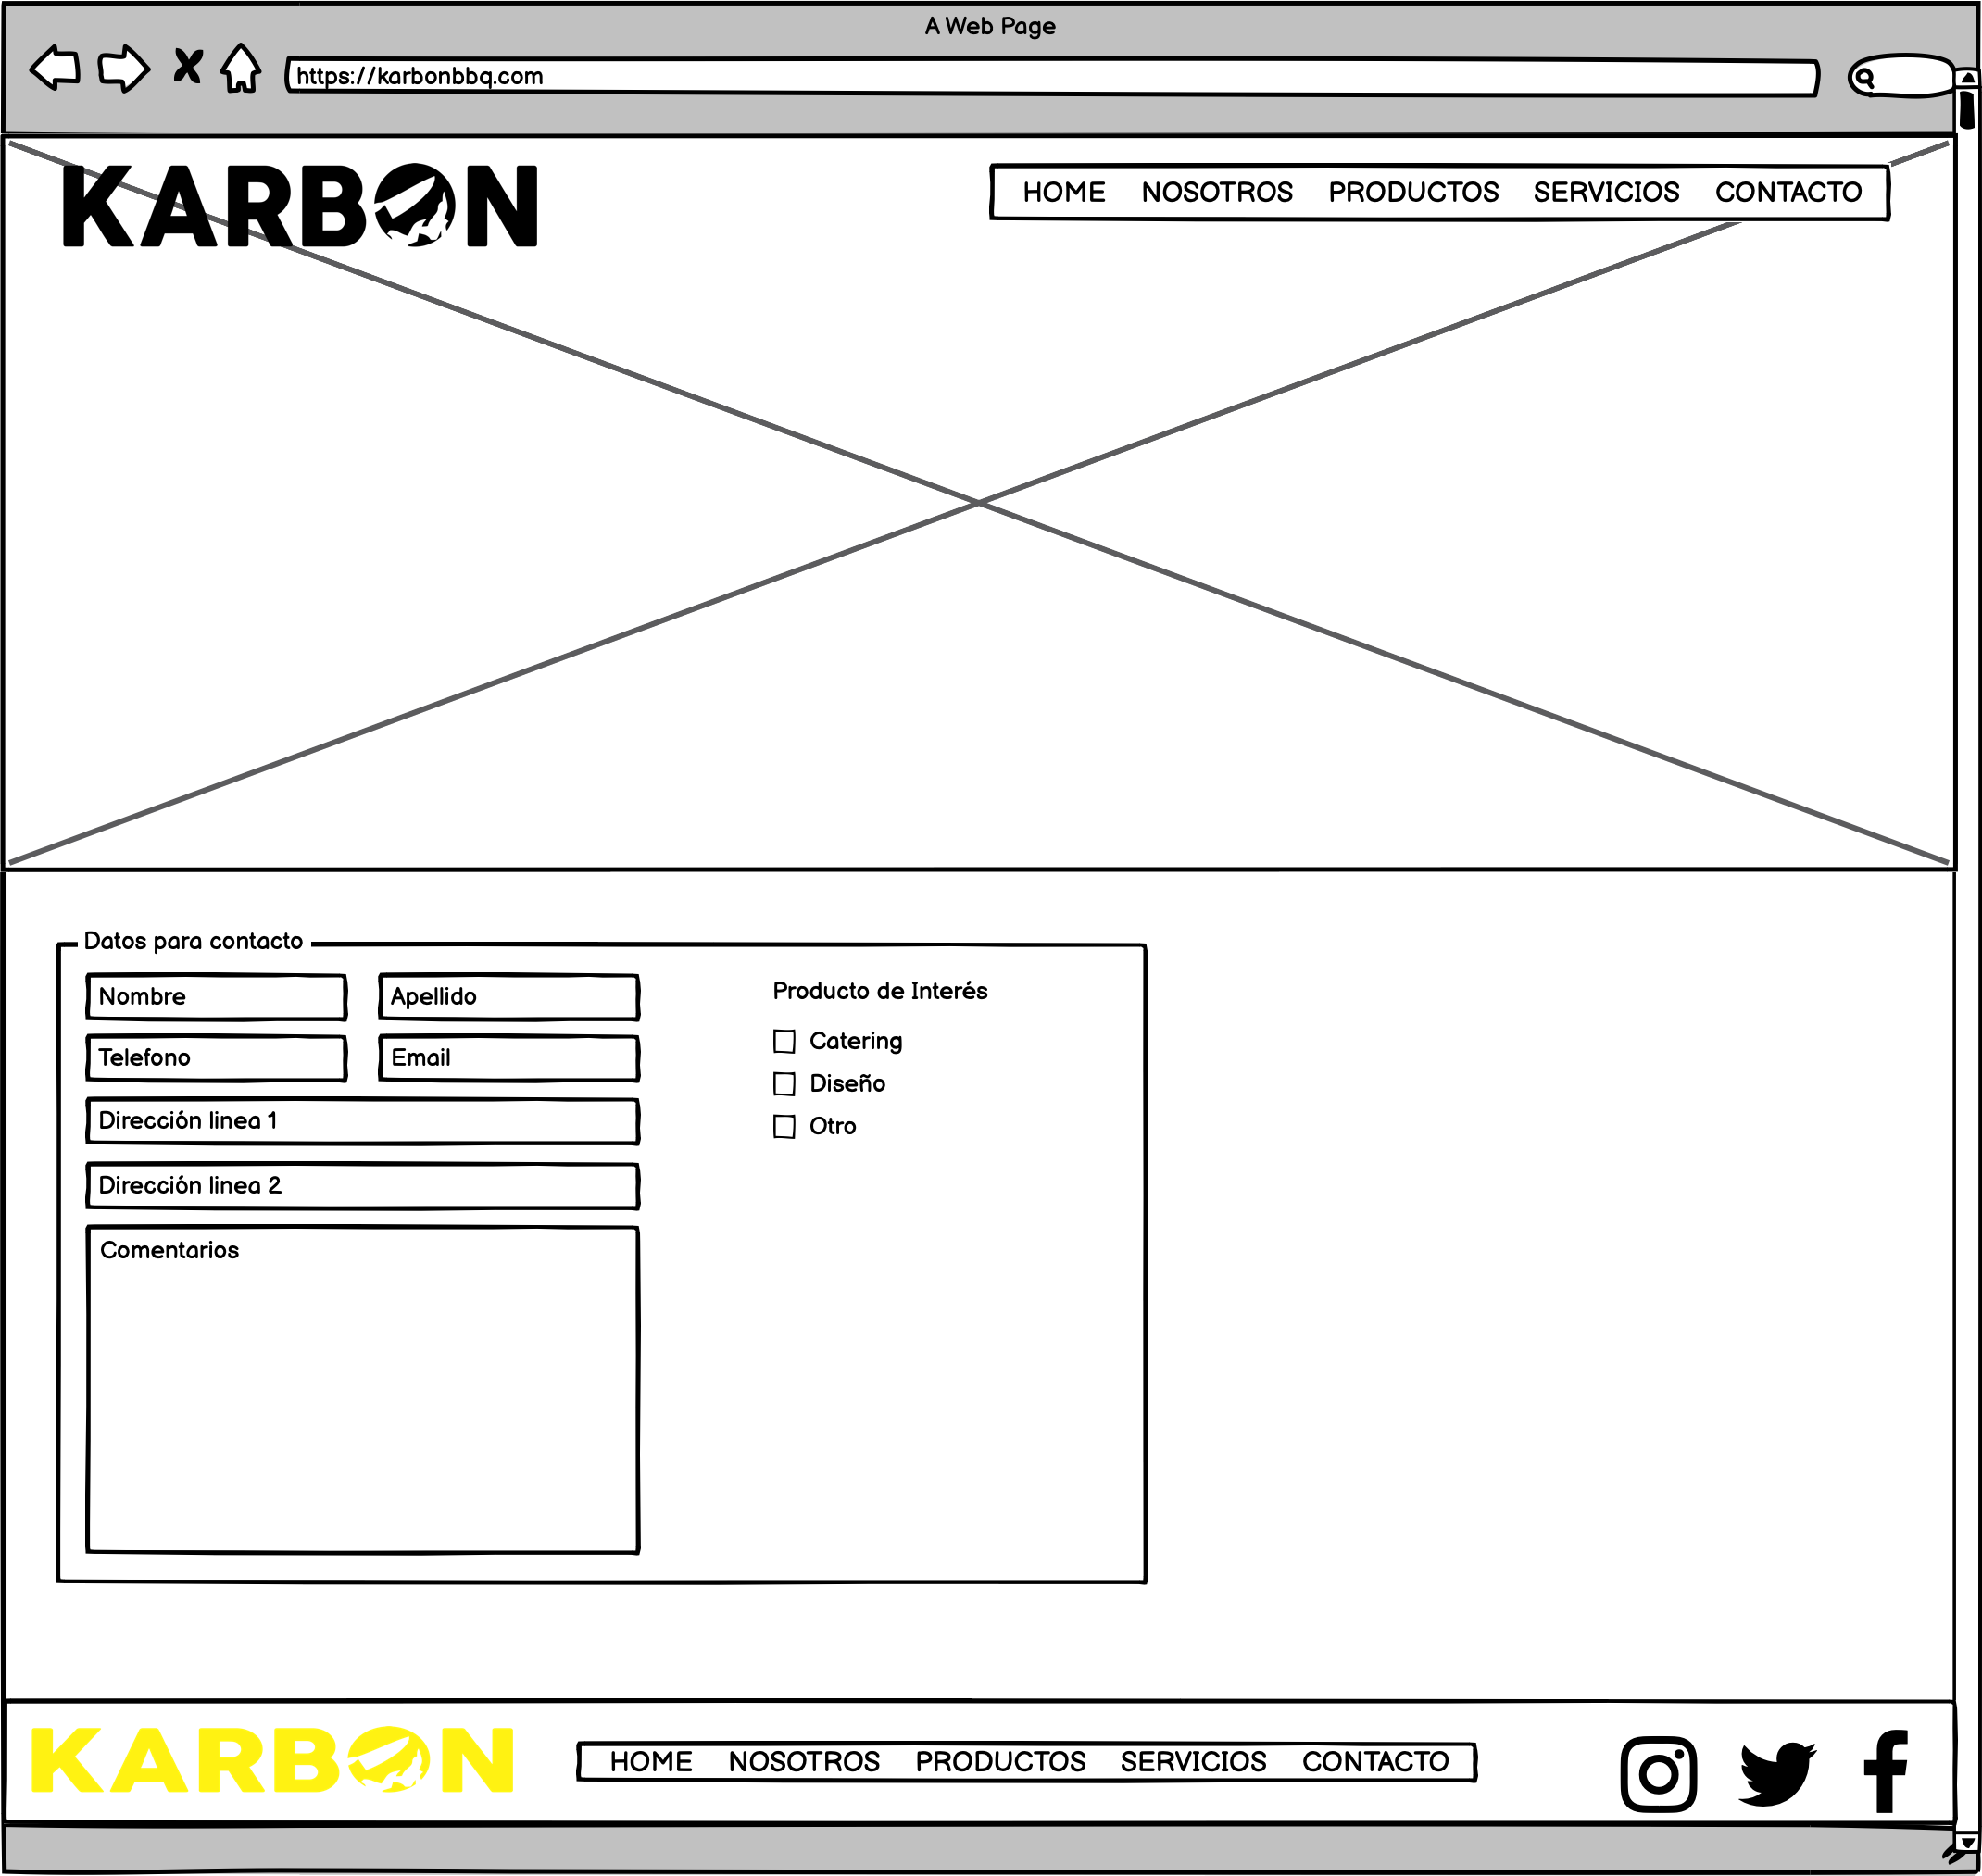 A Web Page
https://karbonbbq.com
KARBON
HOME NOSOTROS PRODUCTOS SERVICIOS CONTACTO
Datos para contacto
Nombre Apellido
Producto de Interés
Telefono Email
Catering
Diseño
Otro
Dirección linea 1
Dirección linea 2
Comentarios
KARBON
HOME NOSOTROS PRODUCTOS SERVICIOS CONTACTO